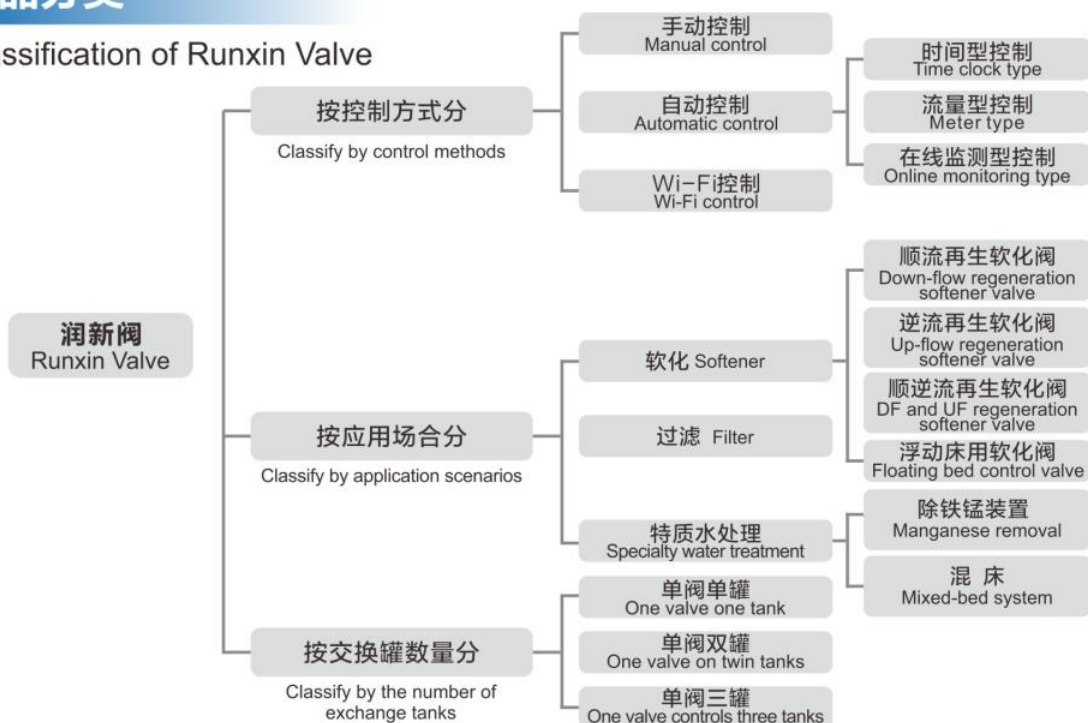 ssification of Runxin Valve
润新阀
Runxin Valve
按控制方式分
Classify by control methods
手动控制
Manual control
自动控制
Automatic control
时间型控制
Time clock type
流量型控制
Meter type
在线监测型控制
Online monitoring type
Wi-Fi控制
Wi-Fi control
按应用场合分
Classify by application scenarios
软化 Softener
顺流再生软化阀
Down-flow regeneration
softener valve
逆流再生软化阀
Up-flow regeneration
softener valve
顺逆流再生软化阀
DF and UF regeneration
softener valve
浮动床用软化阀
Floating bed control valve
过滤 Filter
特质水处理
Specialty water treatment
除铁锰装置
Manganese removal
混 床
Mixed-bed system
按交换罐数量分
Classify by the number of
exchange tanks
单阀单罐
One valve one tank
单阀双罐
One valve on twin tanks
单阀三罐
One valve controls three tanks